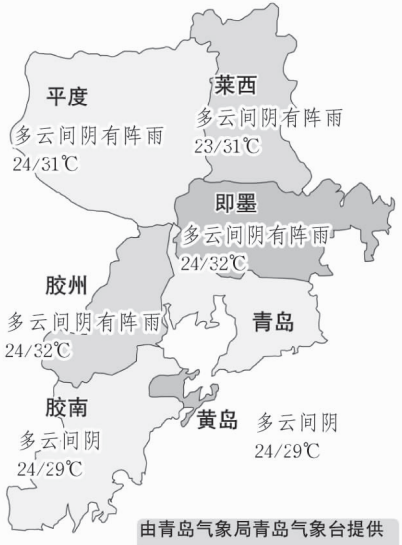 平度
多云间阴有阵雨
24/31℃
莱西
多云间阴有阵雨
23/31℃
即墨
多云间阴有阵雨
24/32℃
胶州
多云间阴有阵雨
24/32℃
青岛
胶南
多云间阴
24/29℃
黄岛
多云间阴
24/29℃
由青岛气象局青岛气象台提供